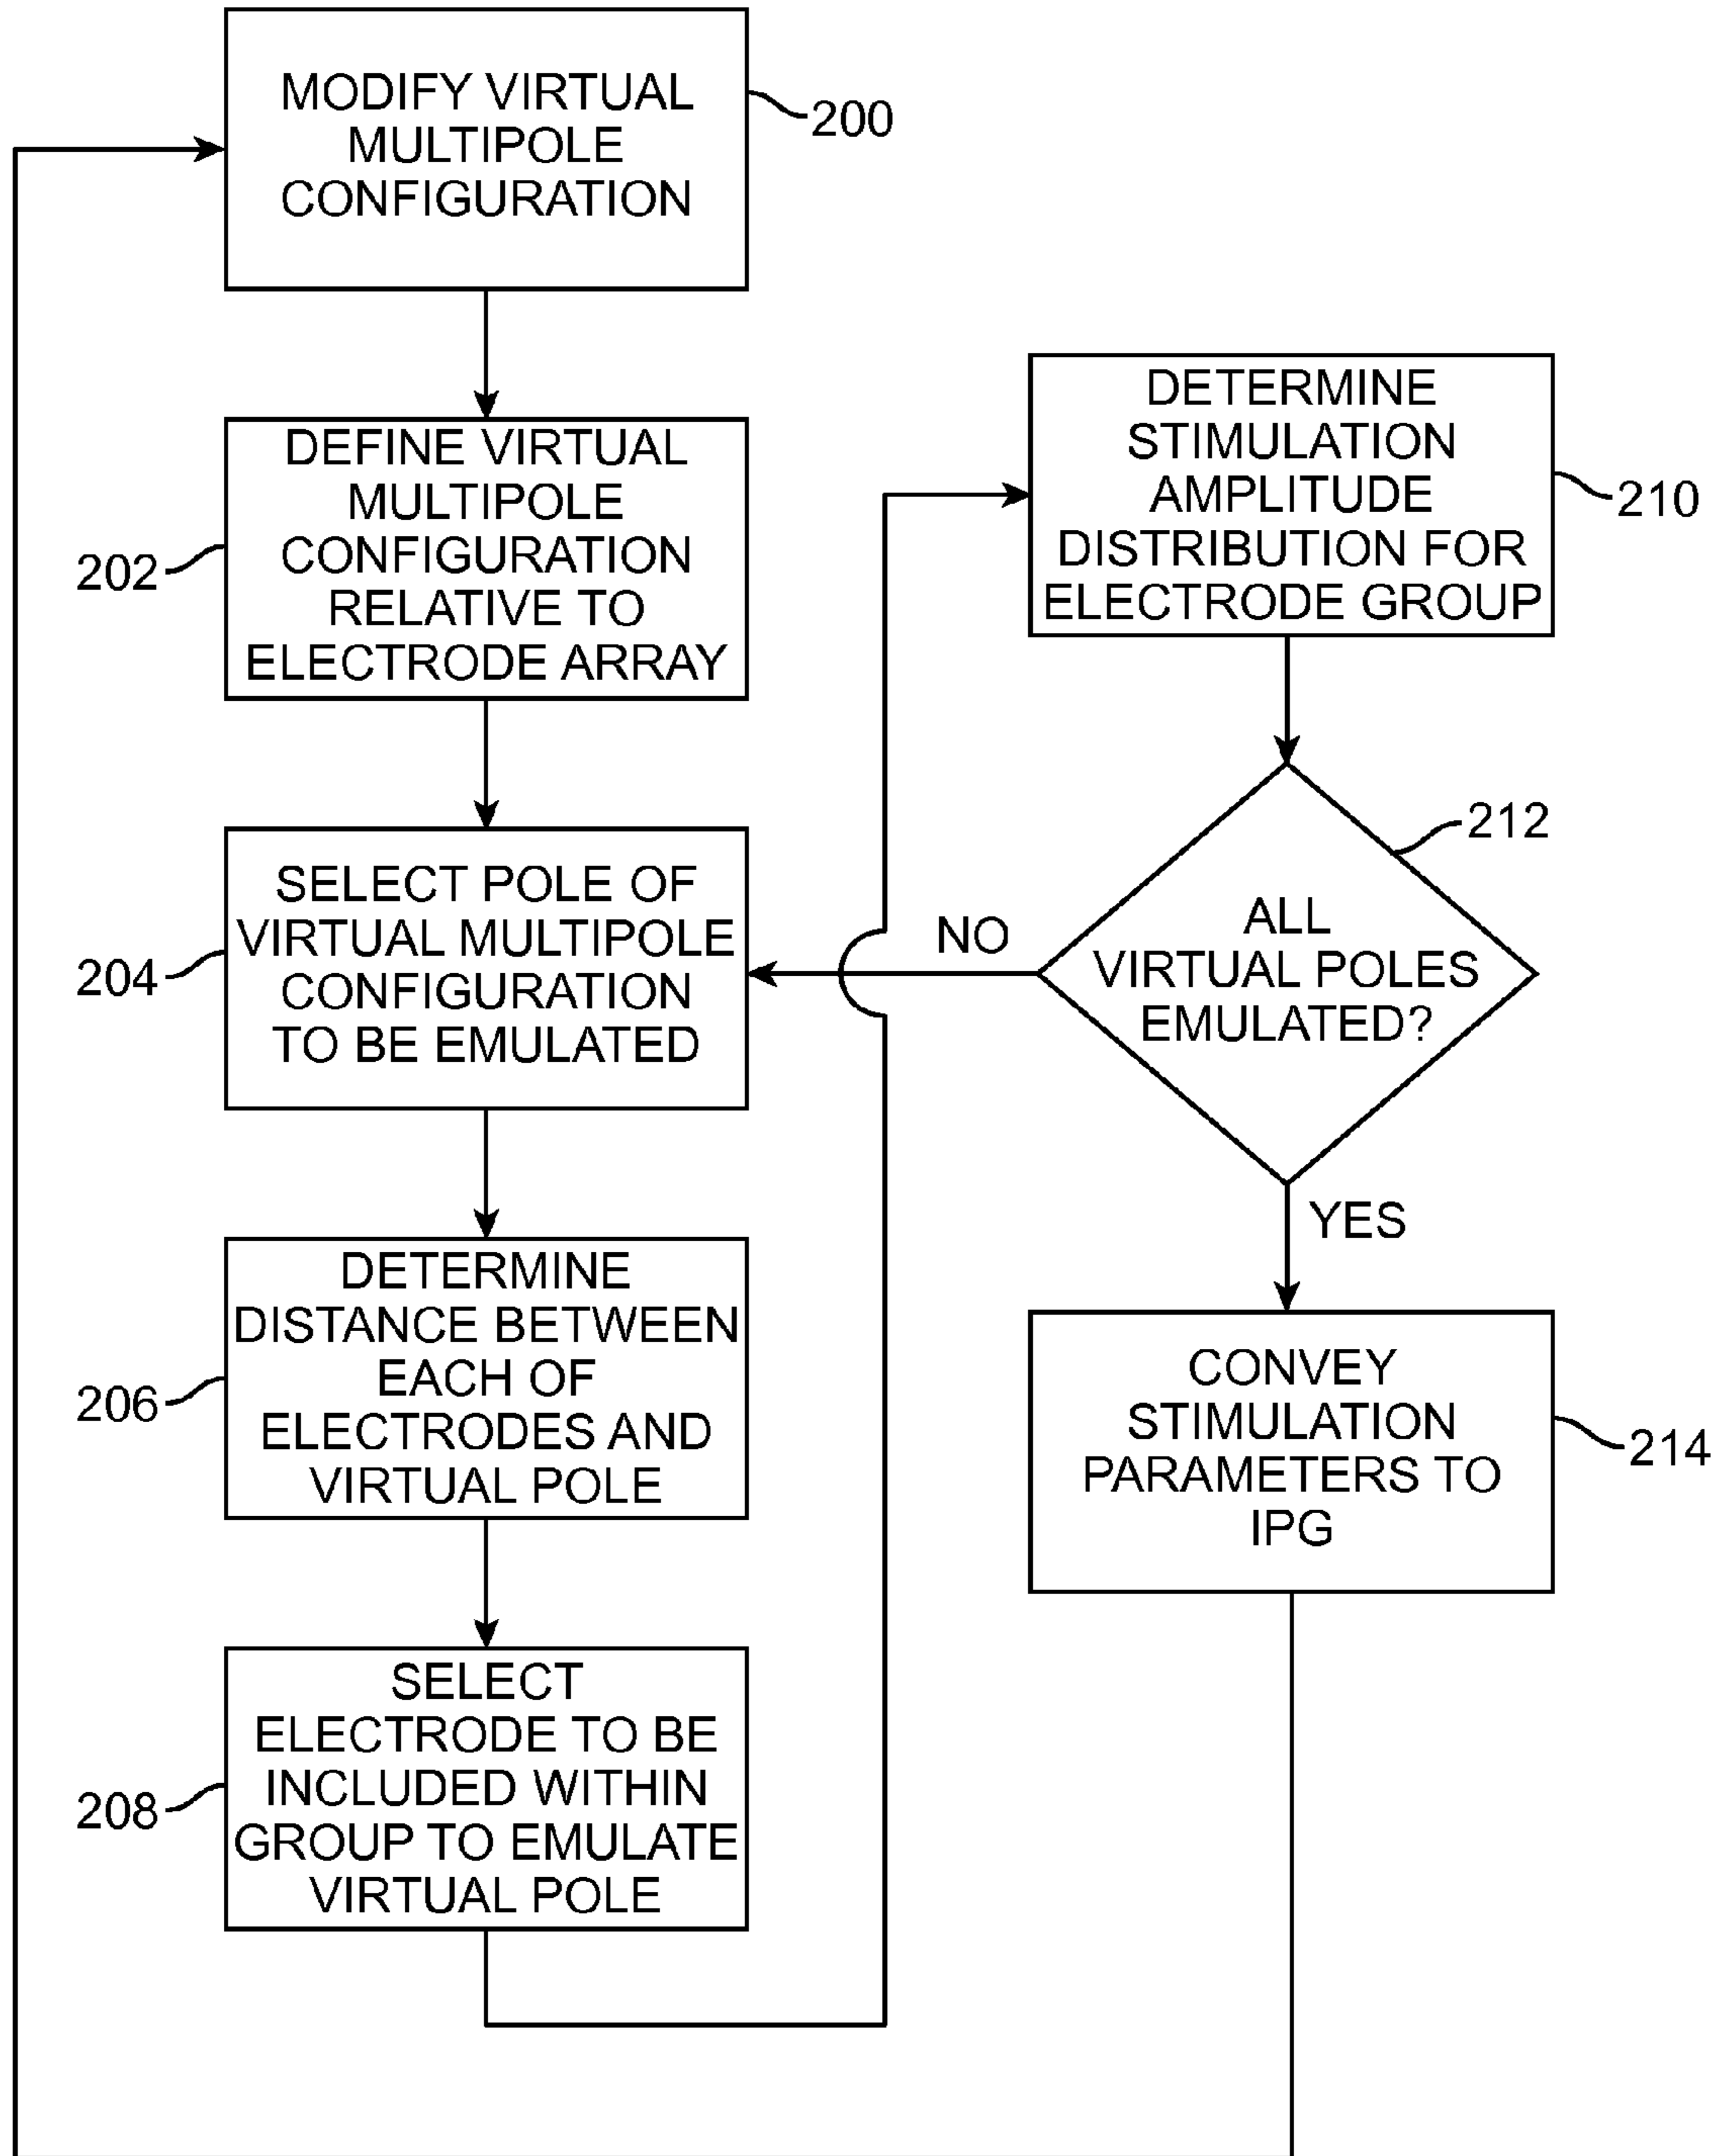 MODIFY VIRTUAL
MULTIPOLE
CONFIGURATION
200
DEFINE VIRTUAL
MULTIPOLE
CONFIGURATION
RELATIVE TO
ELECTRODE ARRAY
202
SELECT POLE OF
VIRTUAL MULTIPOLE
CONFIGURATION
TO BE EMULATED
204
DETERMINE
DISTANCE BETWEEN
EACH OF
ELECTRODES AND
VIRTUAL POLE
206
SELECT
ELECTRODE TO BE
INCLUDED WITHIN
GROUP TO EMULATE
VIRTUAL POLE
208
DETERMINE
STIMULATION
AMPLITUDE
DISTRIBUTION FOR
ELECTRODE GROUP
210
ALL
VIRTUAL POLES
EMULATED?
212
NO
YES
CONVEY
STIMULATION
PARAMETERS TO
IPG
214